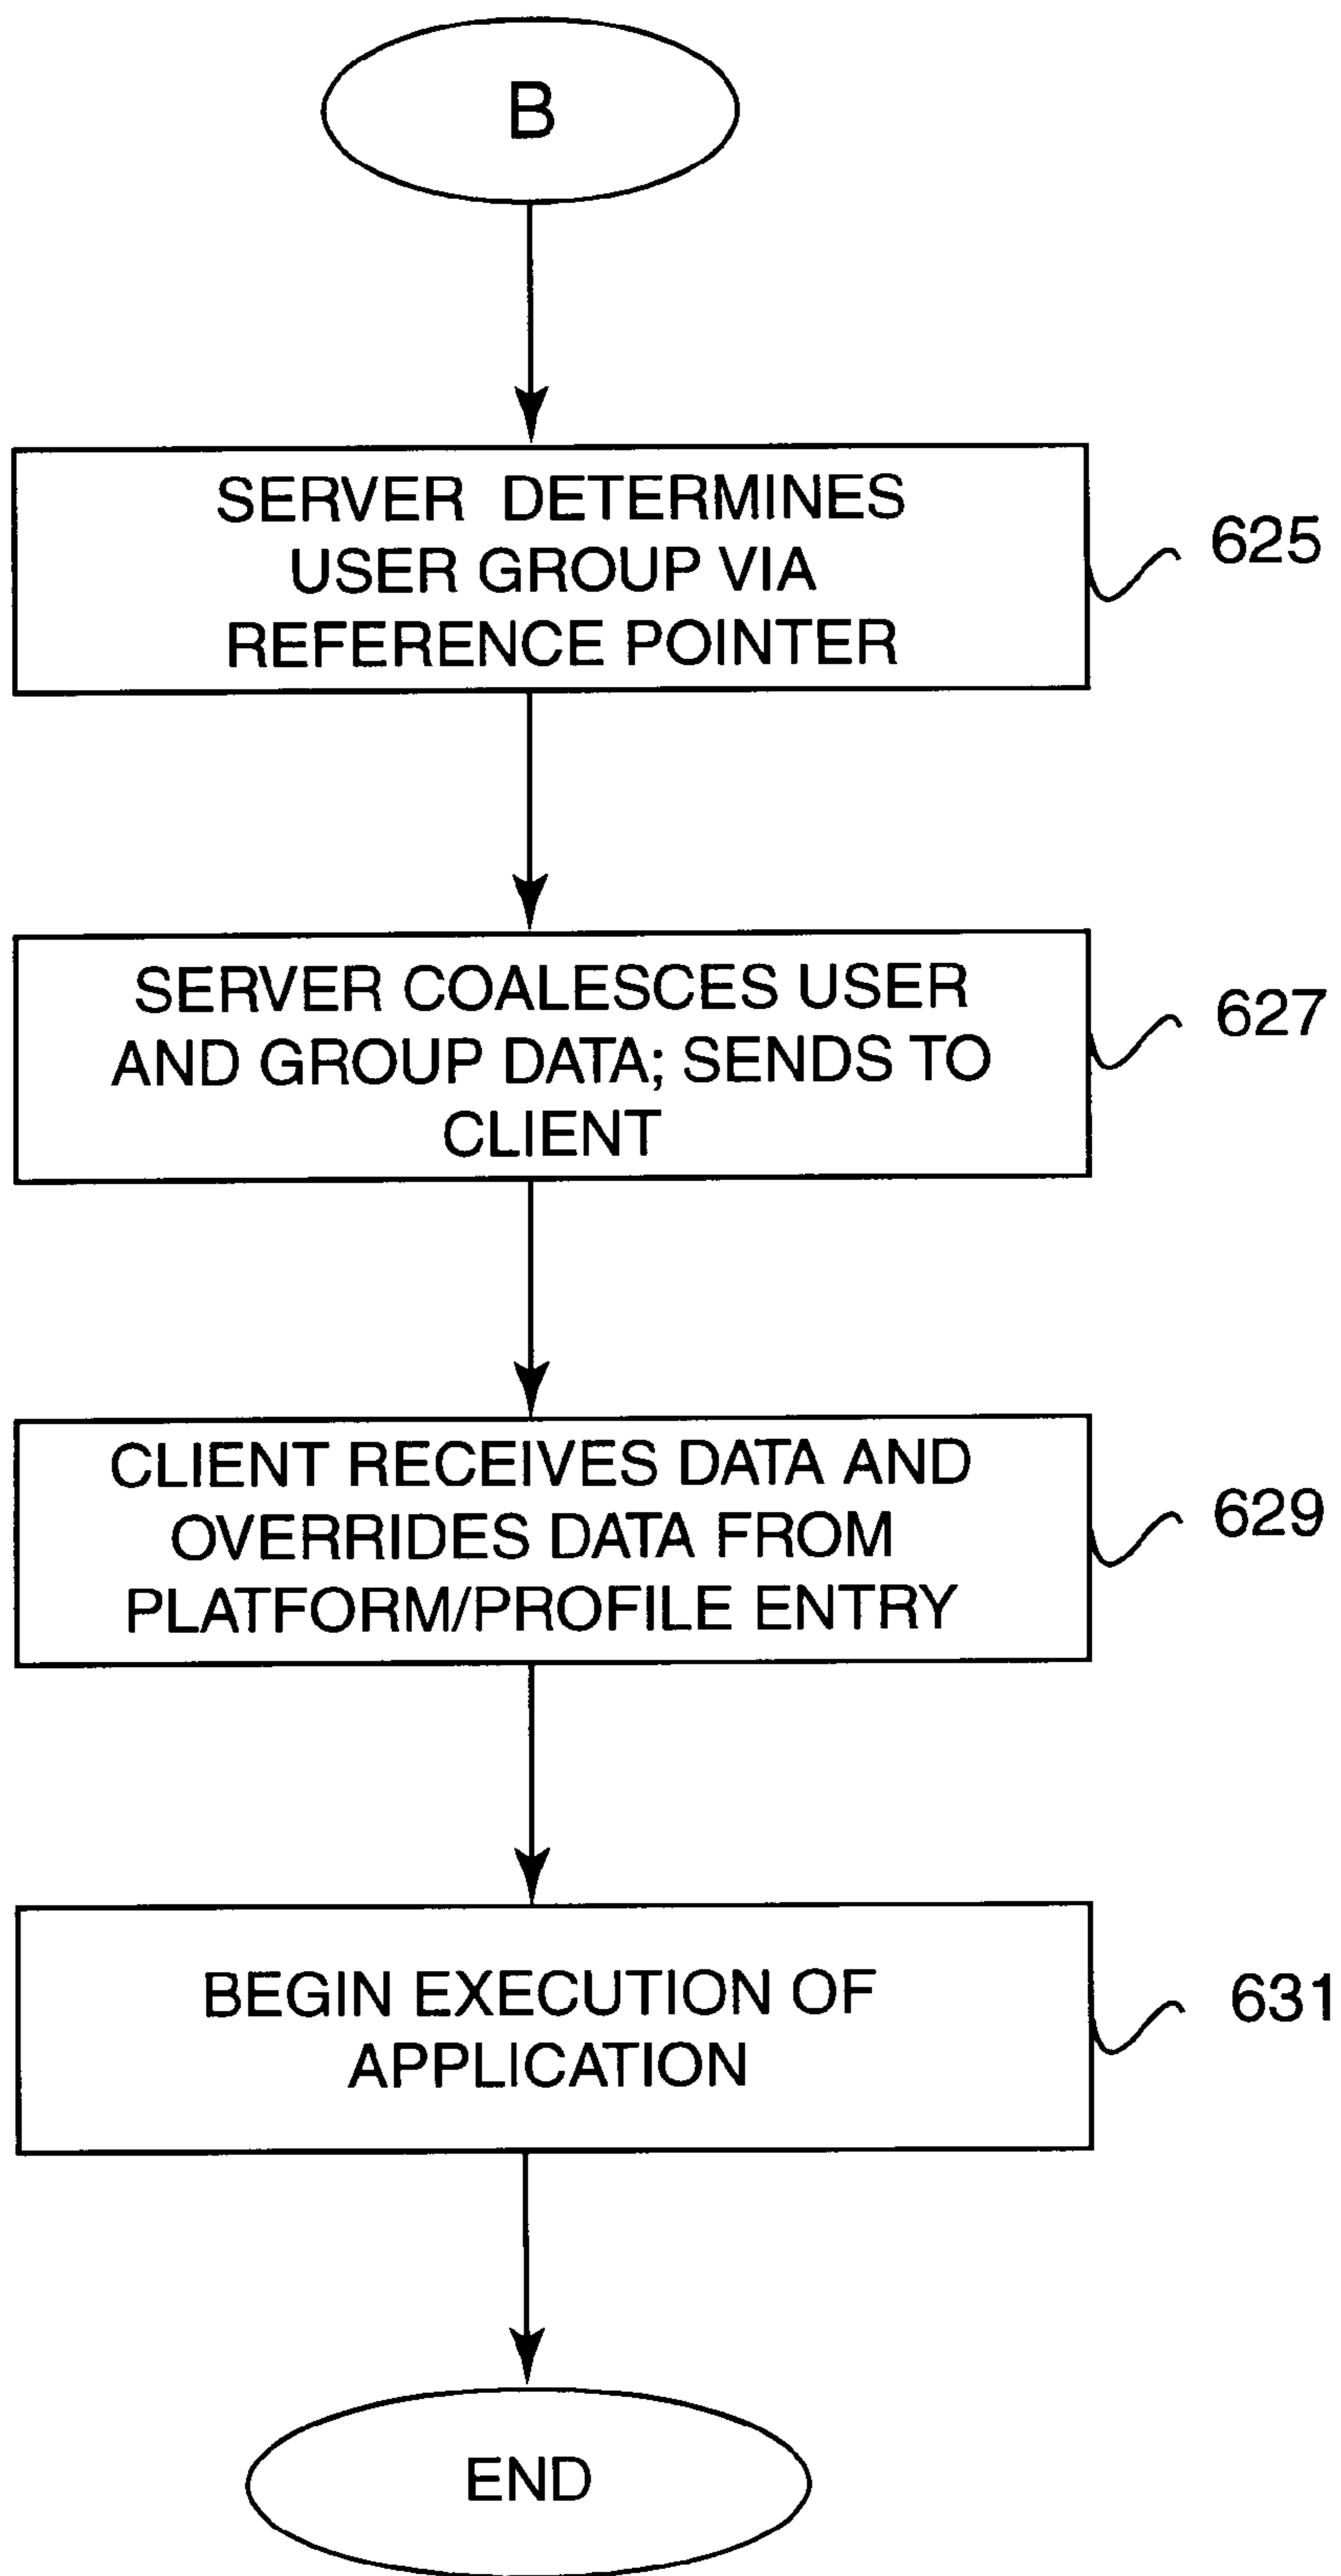 B
SERVER DETERMINES
USER GROUP VIA
REFERENCE POINTER
625
SERVER COALESCES USER
AND GROUP DATA; SENDS TO
CLIENT
627
CLIENT RECEIVES DATA AND
OVERRIDES DATA FROM
PLATFORM/PROFILE ENTRY
629
BEGIN EXECUTION OF
APPLICATION
631
END